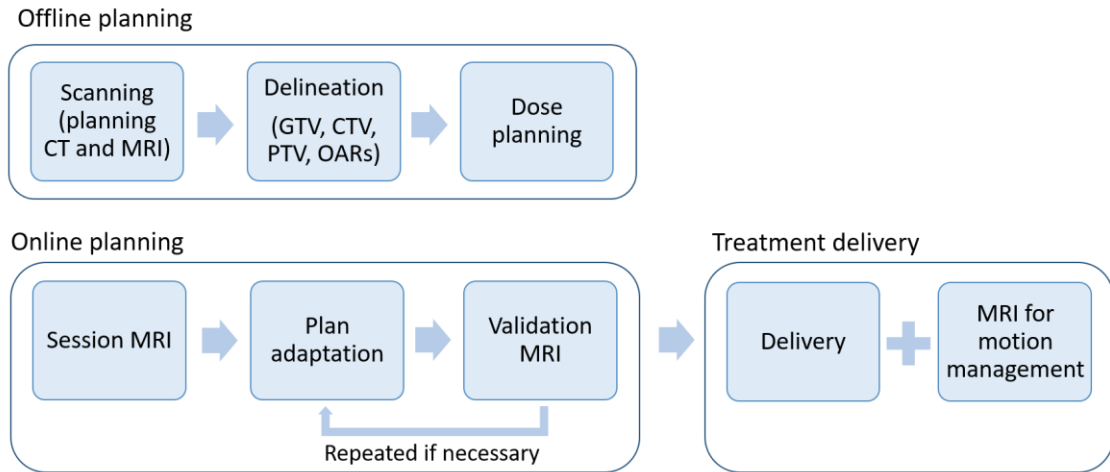 Offline planning
Scanning
(planning
CT and MRI)
Delineation
(GTV, CTV,
PTV, OARs)
Dose
planning
Online planning
Session MRI
Plan
adaptation
Validation
MRI
Repeated if necessary
Treatment delivery
Delivery
MRI for
motion
management